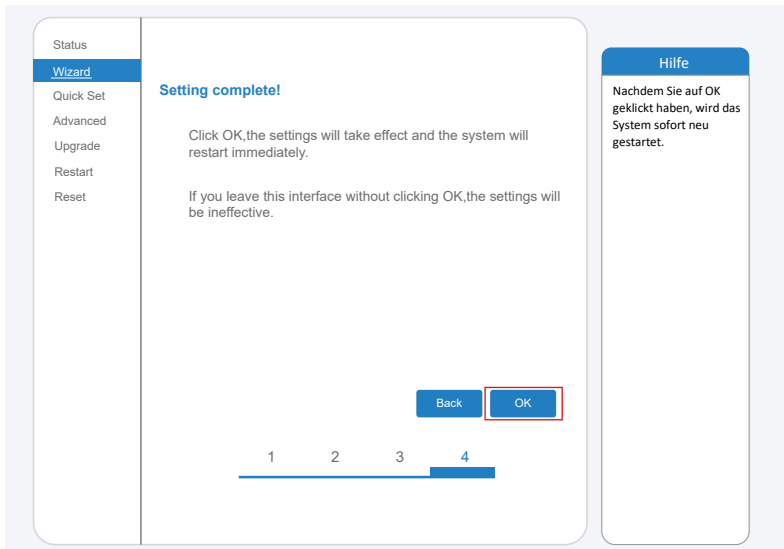 Status
Wizard
Quick Set
Advanced
Upgrade
Restart
Reset
Setting complete!
Click OK,the settings will take effect and the system will
restart immediately.
If you leave this interface without clicking OK,the settings will
be ineffective.
Back
OK
1 2 3 4
Hilfe
Nachdem Sie auf OK
geklickt haben, wird das
System sofort neu
gestartet.